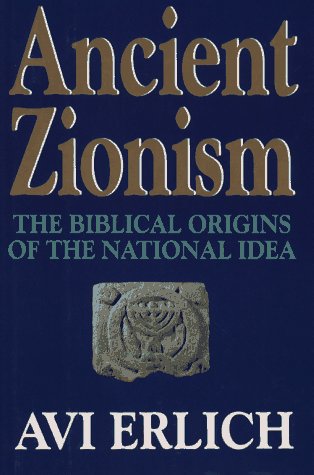 Ancient
Zionism
THE BIBLICAL ORIGINS
OF THE NATIONAL IDEA
AVI ERLICH